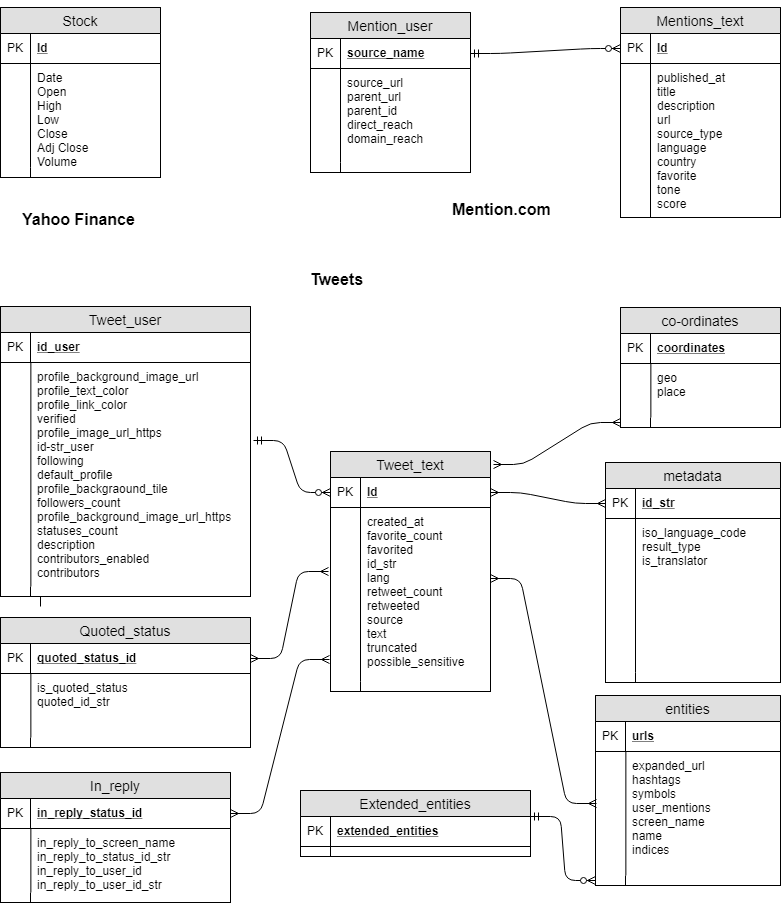 Stock
PK Id
Date
Open
High
Low
Close
Adj Close
Volume
Yahoo Finance
Mention_user
PK source_name
source_url
parent_url
parent_id
direct_reach
domain_reach
Mentions_text
PK Id
published_at
title
description
url
source_type
language
country
favorite
tone
score
Mention.com
Tweets
Tweet_user
PK id_user
profile_background_image_url
profile_text_color
profile_link_color
verified
profile_image_url_https
id-str_user
following
default_profile
profile_backgraound_tile
followers_count
profile_background_image_url_https
statuses_count
description
contributors_enabled
contributors
Tweet_text
PK Id
created_at
favorite_count
favorited
id_str
lang
retweet_count
retweeted
source
text
truncated
possible_sensitive
co-ordinates
PK coordinates
geo
place
metadata
PK id_str
iso_language_code
result_type
is_translator
Quoted_status
PK quoted_status_id
is_quoted_status
quoted_id_str
entities
PK urls
expanded_url
hashtags
symbols
user_mentions
screen_name
name
indices
In_reply
PK in_reply_status_id
in_reply_to_screen_name
in_reply_to_status_id_str
in_reply_to_user_id
in_reply_to_user_id_str
Extended_entities
PK extended_entities